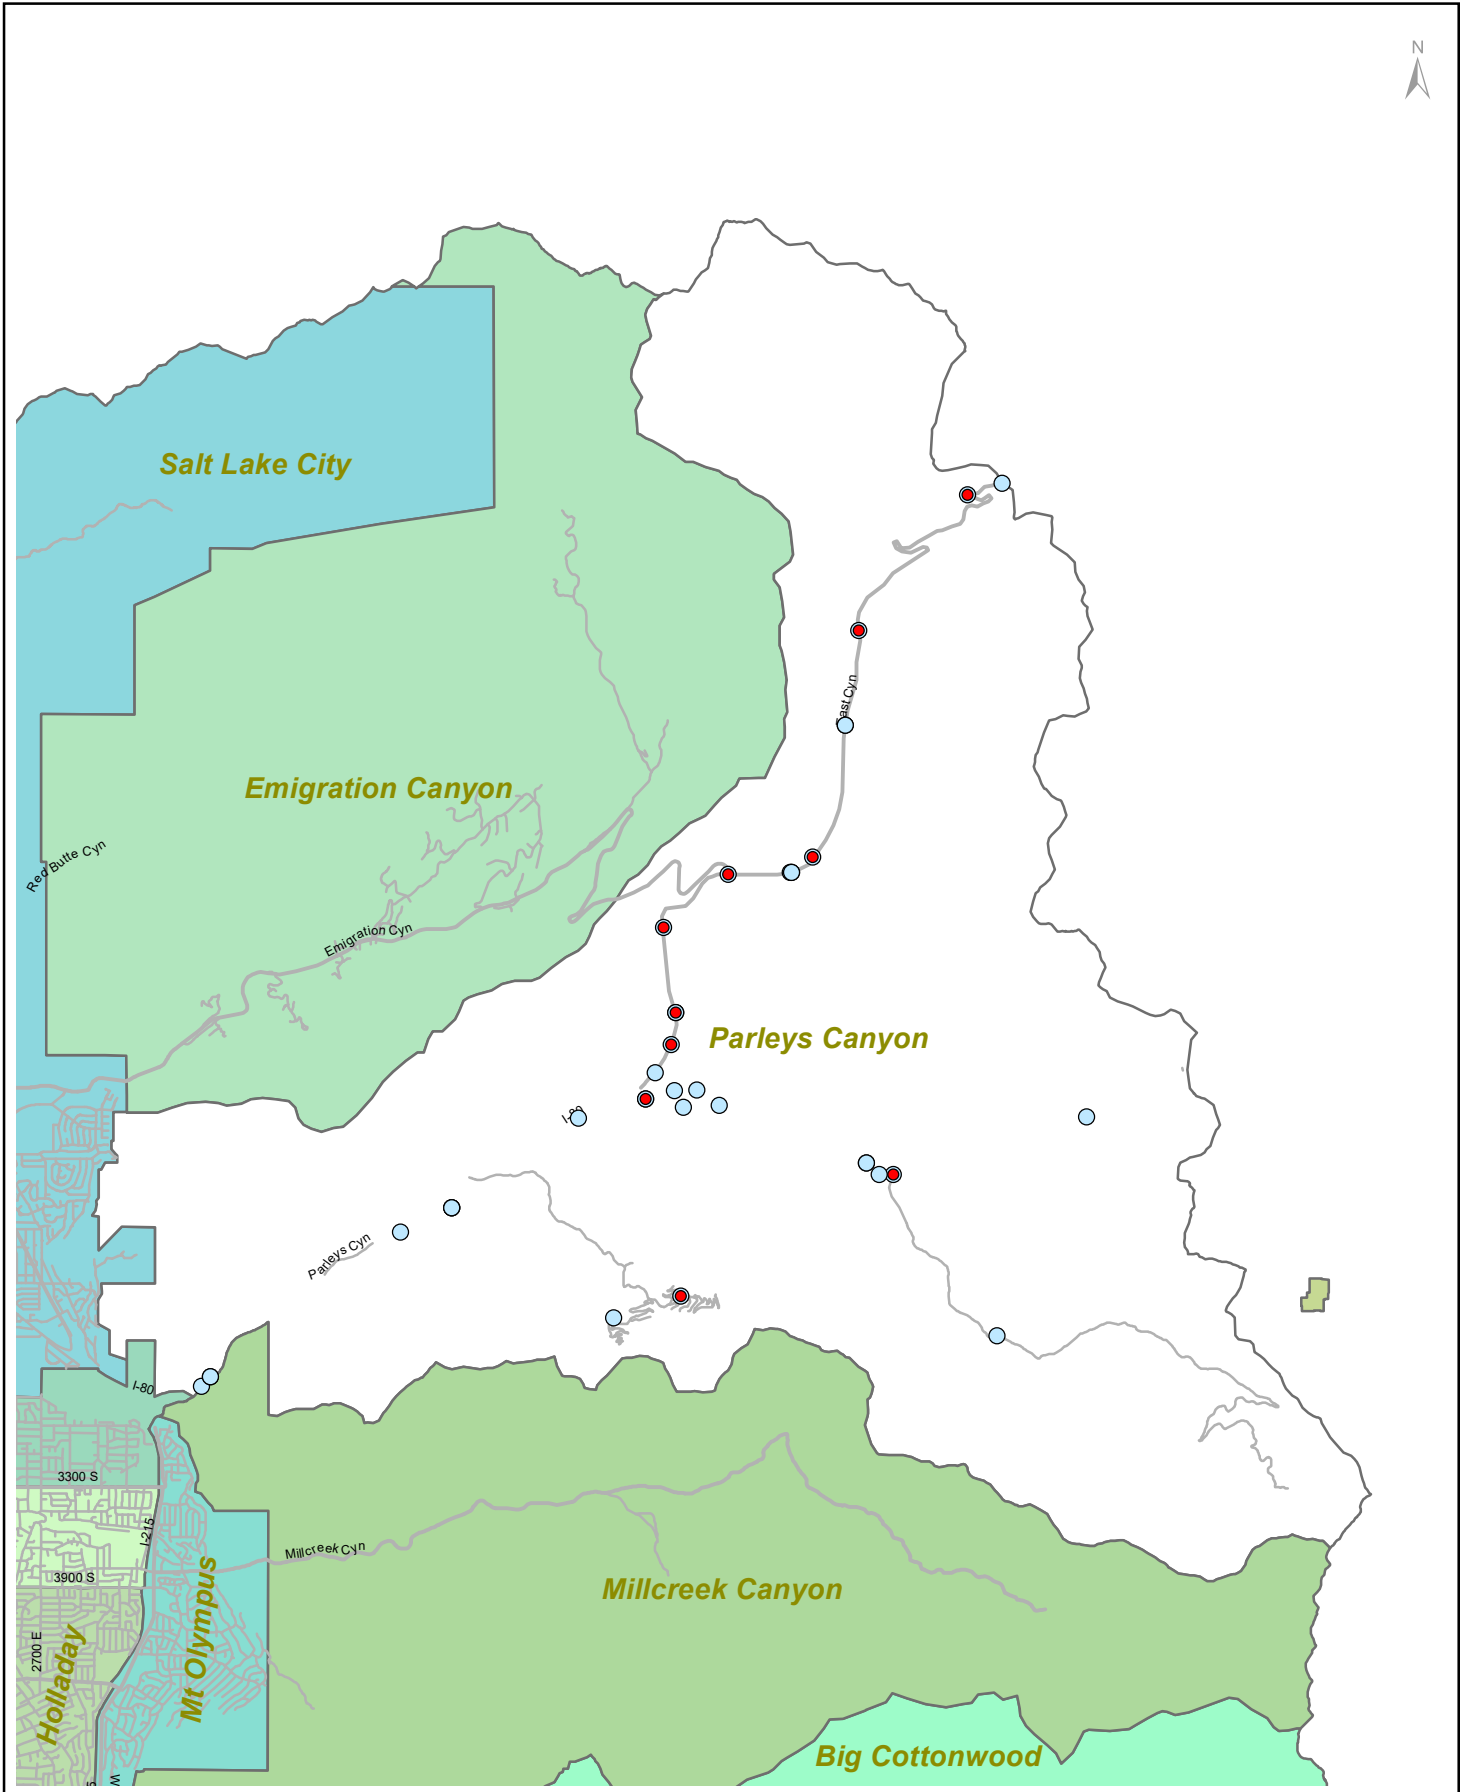 N
Salt Lake City
East Cyn
Emigration Canyon
Red Butte Cyn
Emigration Cyn
Parleys Canyon
I-80
Parleys Cyn
I-80
3300 S
I-215
Millcreek Cyn
3900 S
Millcreek Canyon
Mt Olympus
2700 E
Holladay
Big Cottonwood
W
S